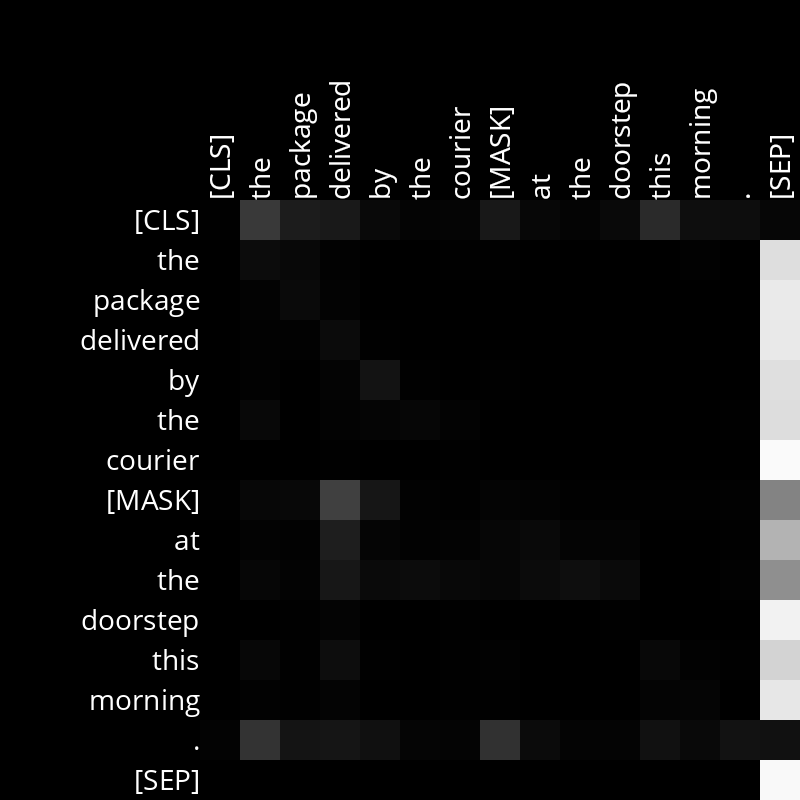 [CLS] the package delivered by the courier [MASK] at the doorstep this morning . [SEP]
[CLS]
the
package
delivered
by
the
courier
[MASK]
at
the
doorstep
this
morning
.
[SEP]